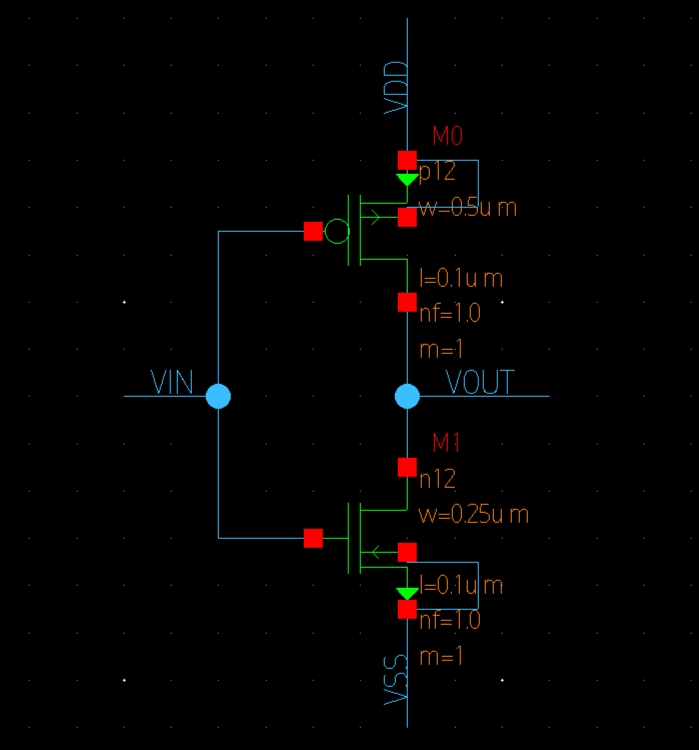 VDD
M0
p12
w=0.5u m
l=0.1u m
nf=1.0
m=1
VIN
VOUT
M1
n12
w=0.25u m
l=0.1u m
nf=1.0
m=1
VSS